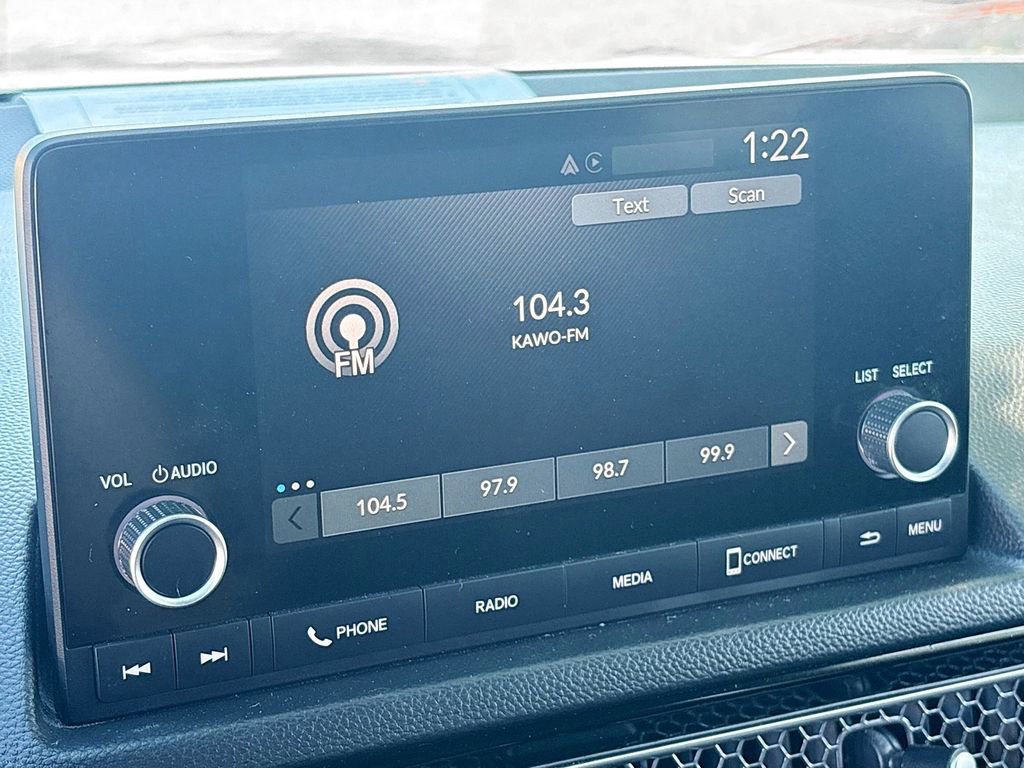 1:22
Text Scan
104.3
KAWO-FM
FM
LIST SELECT
VOL AUDIO
104.5 97.9 98.7 99.9
PHONE RADIO MEDIA CONNECT MENU